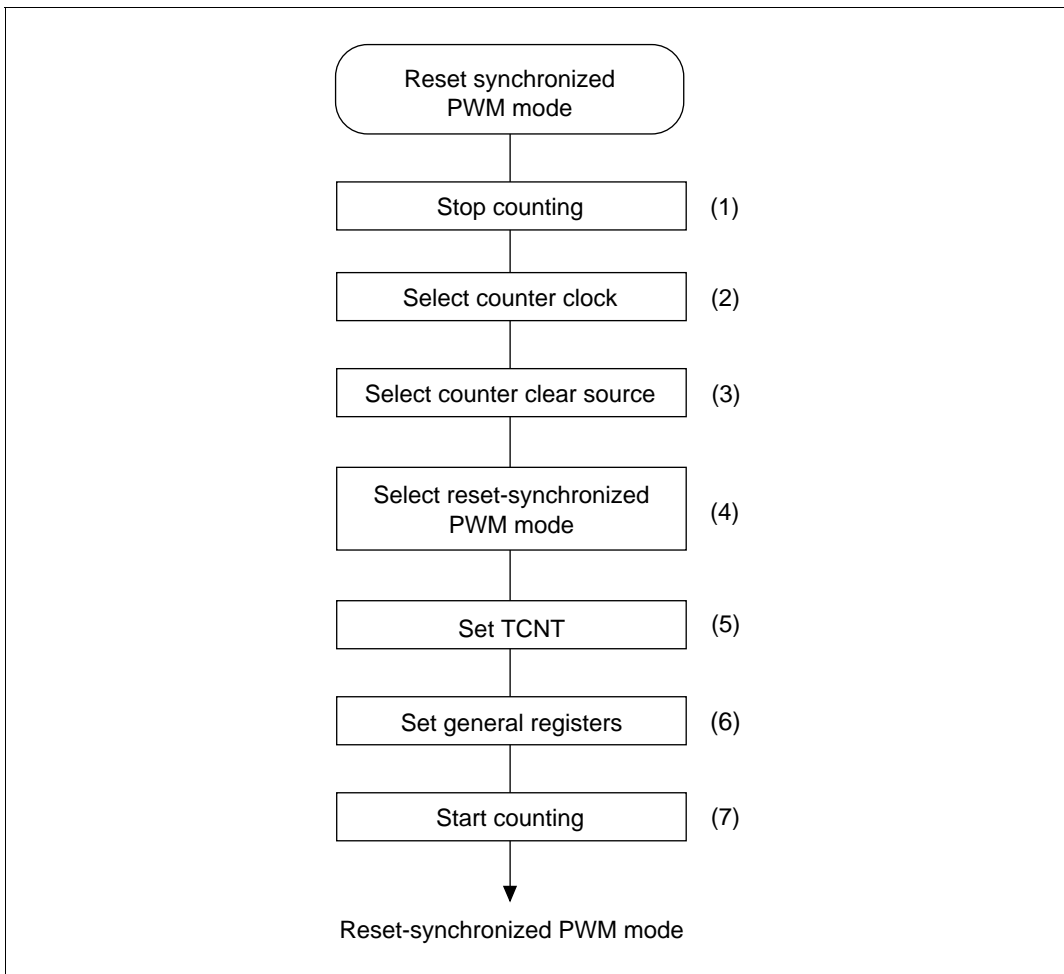 Reset synchronized
PWM mode
Stop counting (1)
Select counter clock (2)
Select counter clear source (3)
Select reset-synchronized
PWM mode
(4)
Set TCNT (5)
Set general registers (6)
Start counting (7)
Reset-synchronized PWM mode